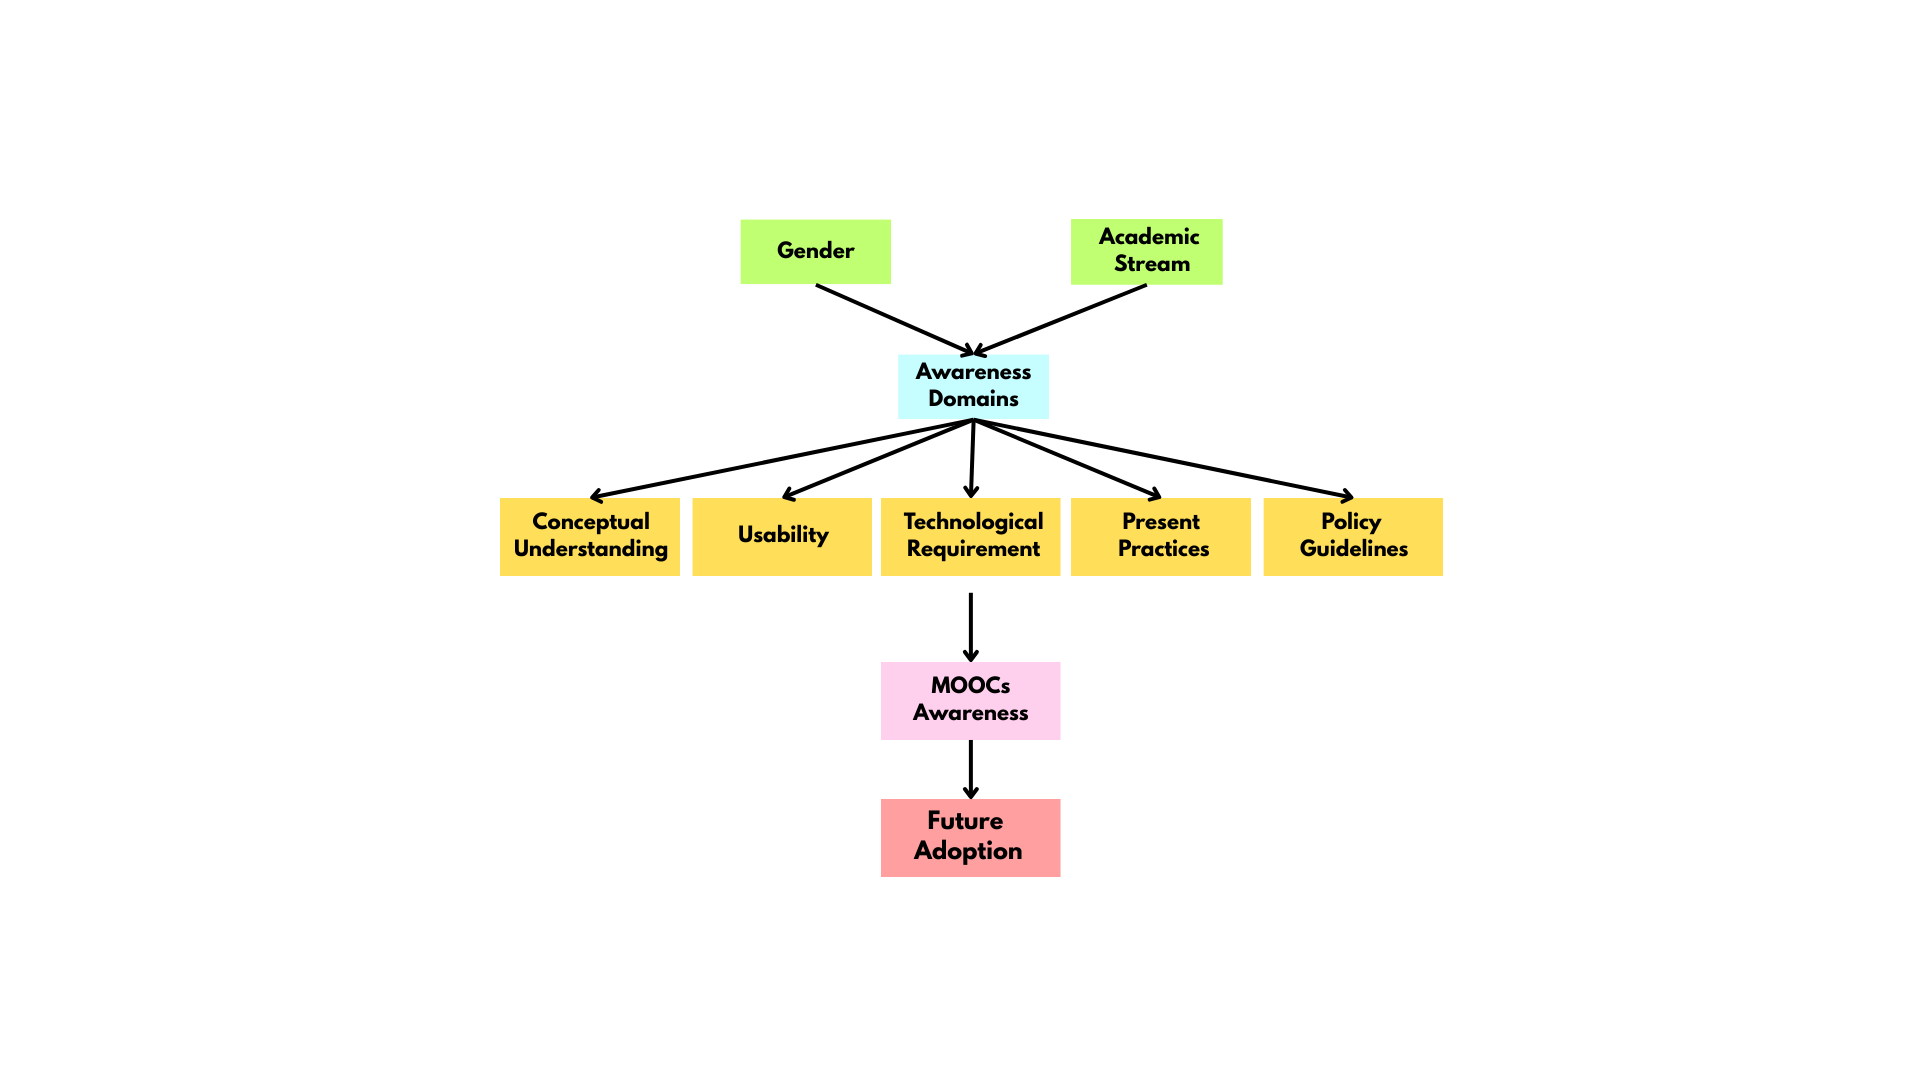 Gender
Academic
Stream
Awareness
Domains
Conceptual
Understanding
Usability
Technological
Requirement
Present
Practices
Policy
Guidelines
MOOCs
Awareness
Future
Adoption